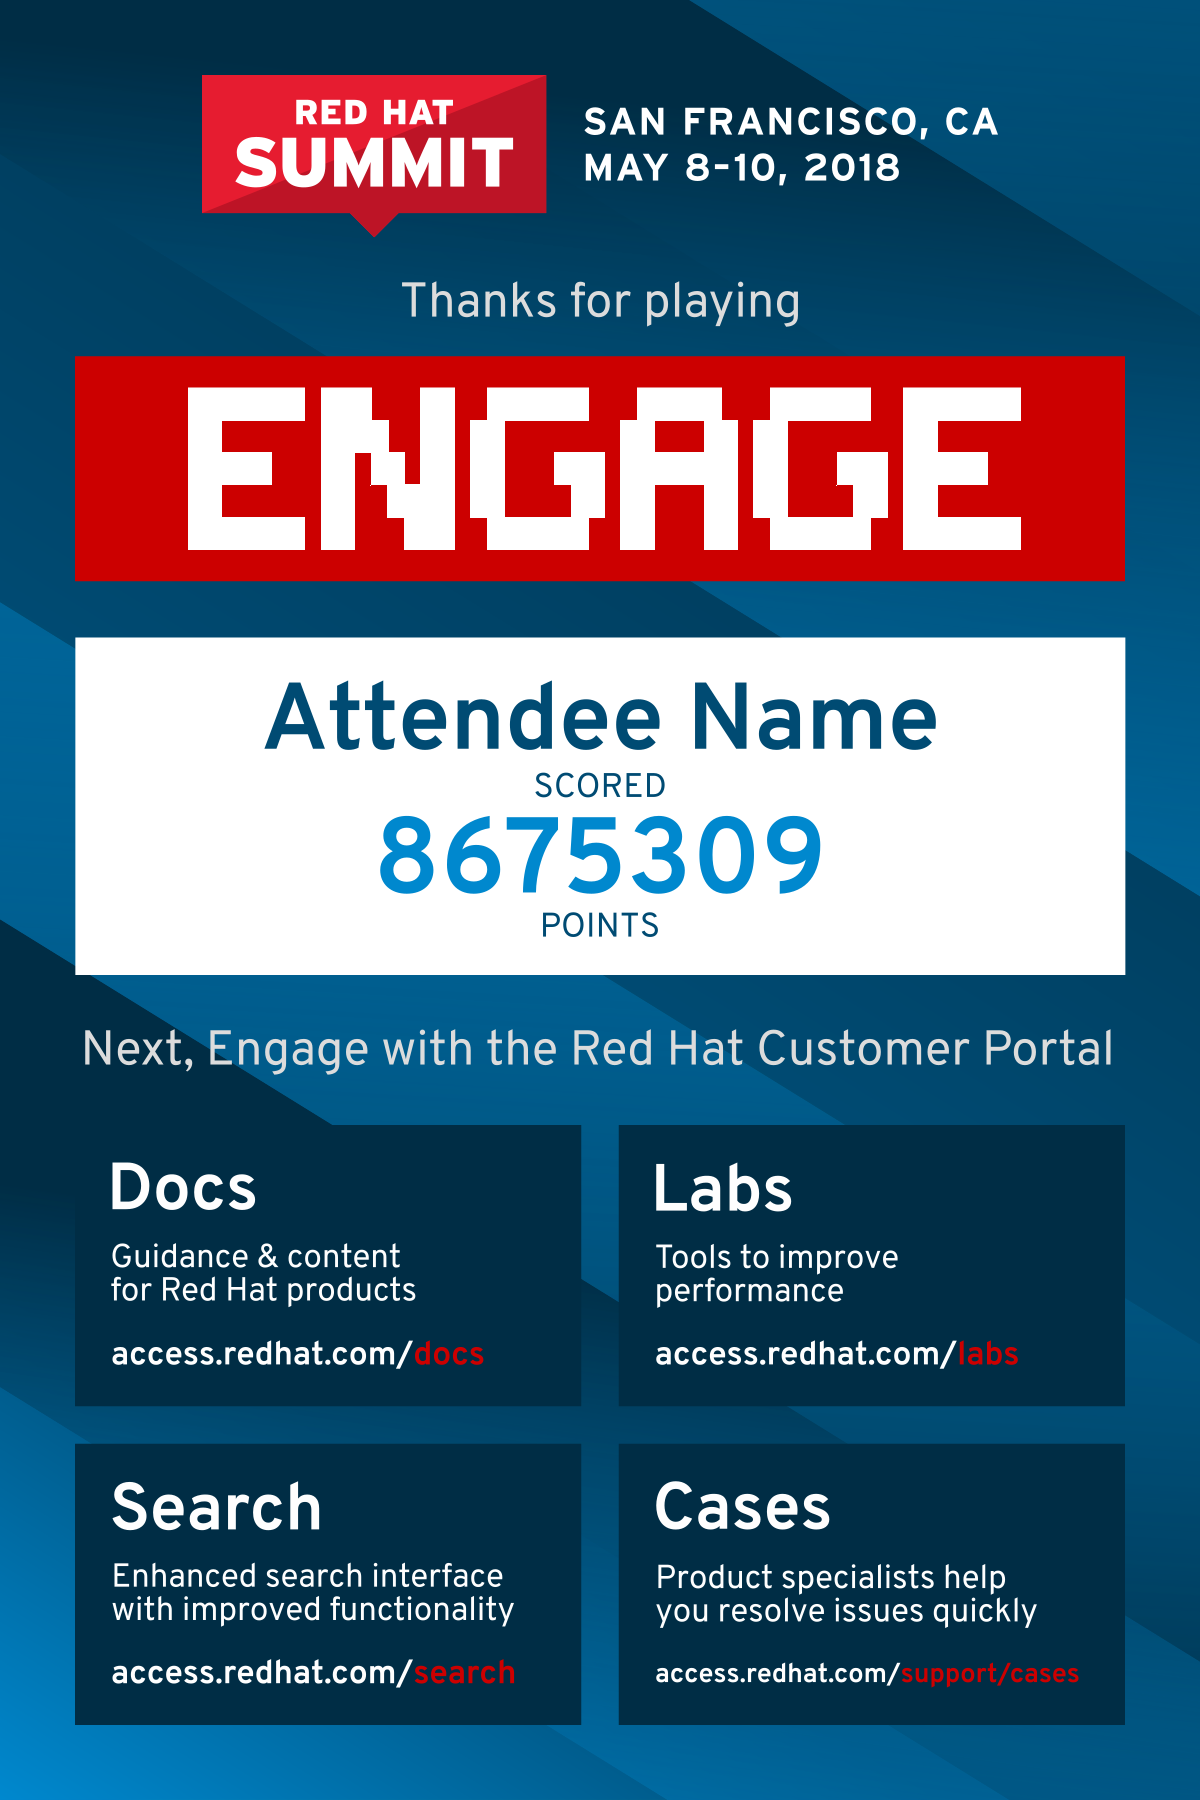 RED HAT
SUMMIT
SAN FRANCISCO, CA
MAY 8-10, 2018
Thanks for playing
ENGAGE
Attendee Name
SCORED
8675309
POINTS
Next, Engage with the Red Hat Customer Portal
Docs
Guidance & content
for Red Hat products
access.redhat.com/docs
Labs
Tools to improve
performance
access.redhat.com/labs
Search
Enhanced search interface
with improved functionality
access.redhat.com/search
Cases
Product specialists help
you resolve issues quickly
access.redhat.com/support/cases